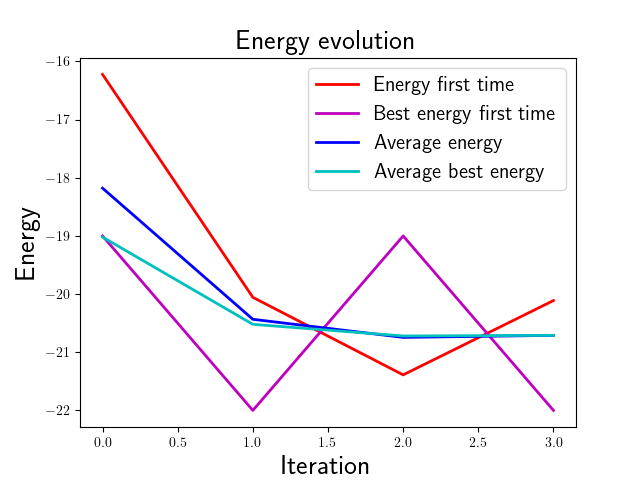 Energy evolution
Energy first time
Best energy first time
Average energy
Average best energy
Energy
−16
−17
−18
−19
−20
−21
−22
0.0 0.5 1.0 1.5 2.0 2.5 3.0
Iteration